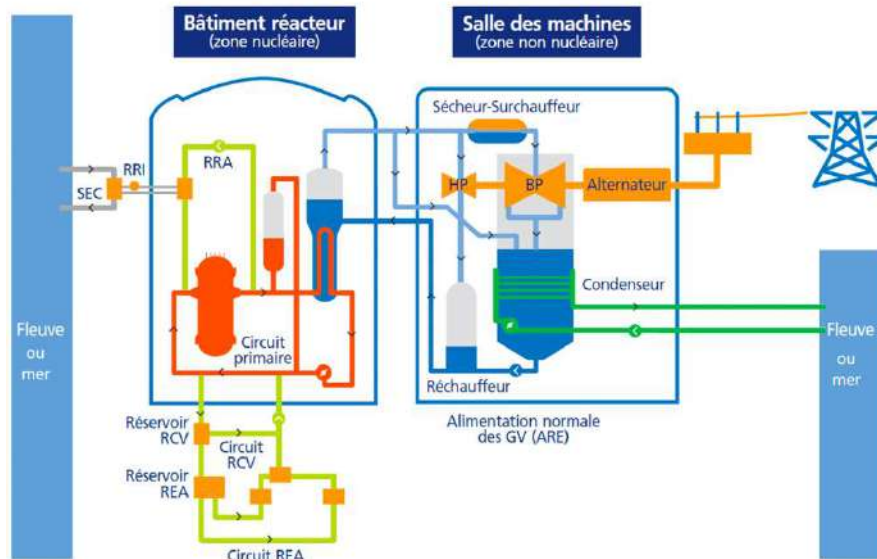 Bâtiment réacteur
(zone nucléaire)
Salle des machines
(zone non nucléaire)
Sécheur-Surchauffeur
RRA
RRI
SEC
HP
BP
Alternateur
Condenseur
Fleuve
ou
mer
Circuit
primaire
Fleuve
ou
mer
Réchauffeur
Réservoir
RCV
Circuit
RCV
Alimentation normale
des GV (ARE)
Réservoir
REA
Circuit REA